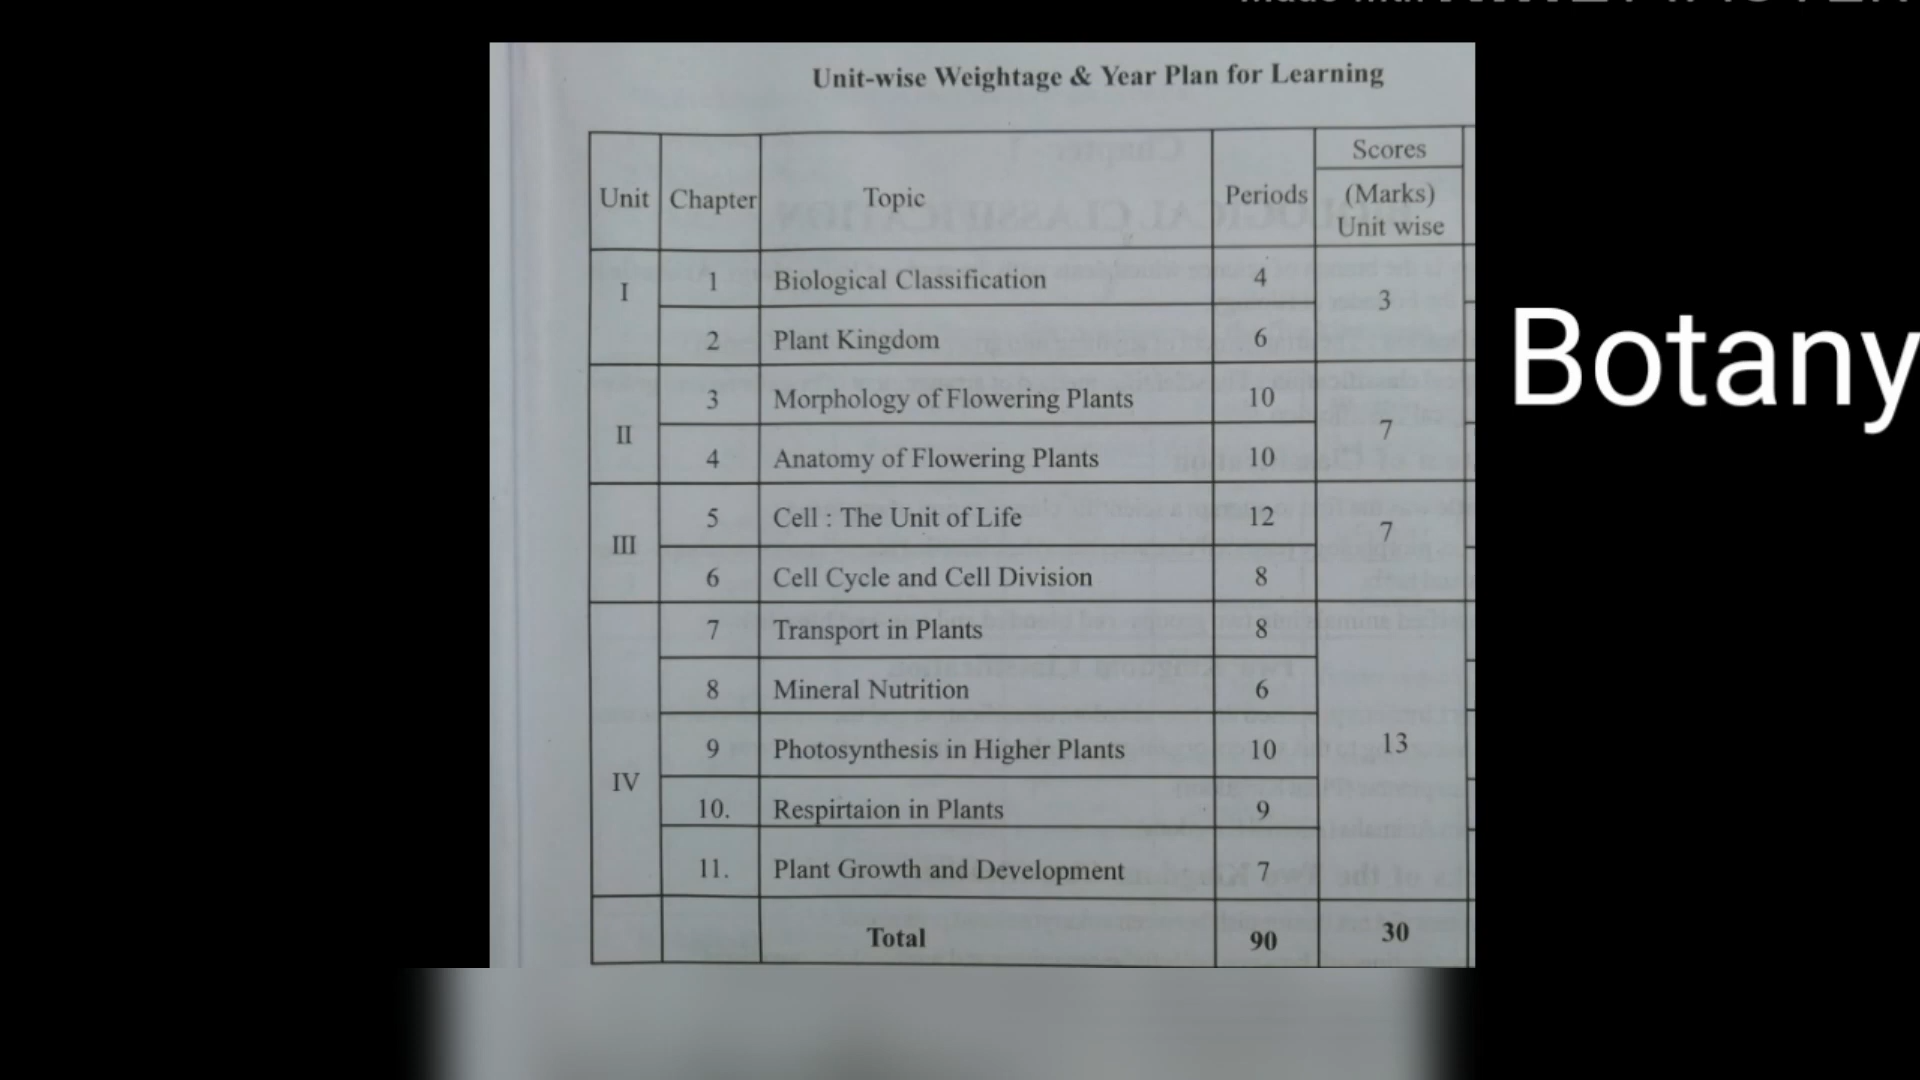 Unit-wise Weightage & Year Plan for Learning
Unit Chapter Topic Periods Scores (Marks) Unit wise
I 1 Biological Classification 4 3
2 Plant Kingdom 6
II 3 Morphology of Flowering Plants 10 7
4 Anatomy of Flowering Plants 10
III 5 Cell : The Unit of Life 12 7
6 Cell Cycle and Cell Division 8
IV 7 Transport in Plants 8 13
8 Mineral Nutrition 6
9 Photosynthesis in Higher Plants 10
10. Respirtaion in Plants 9
11. Plant Growth and Development 7
Total 90 30
Botany